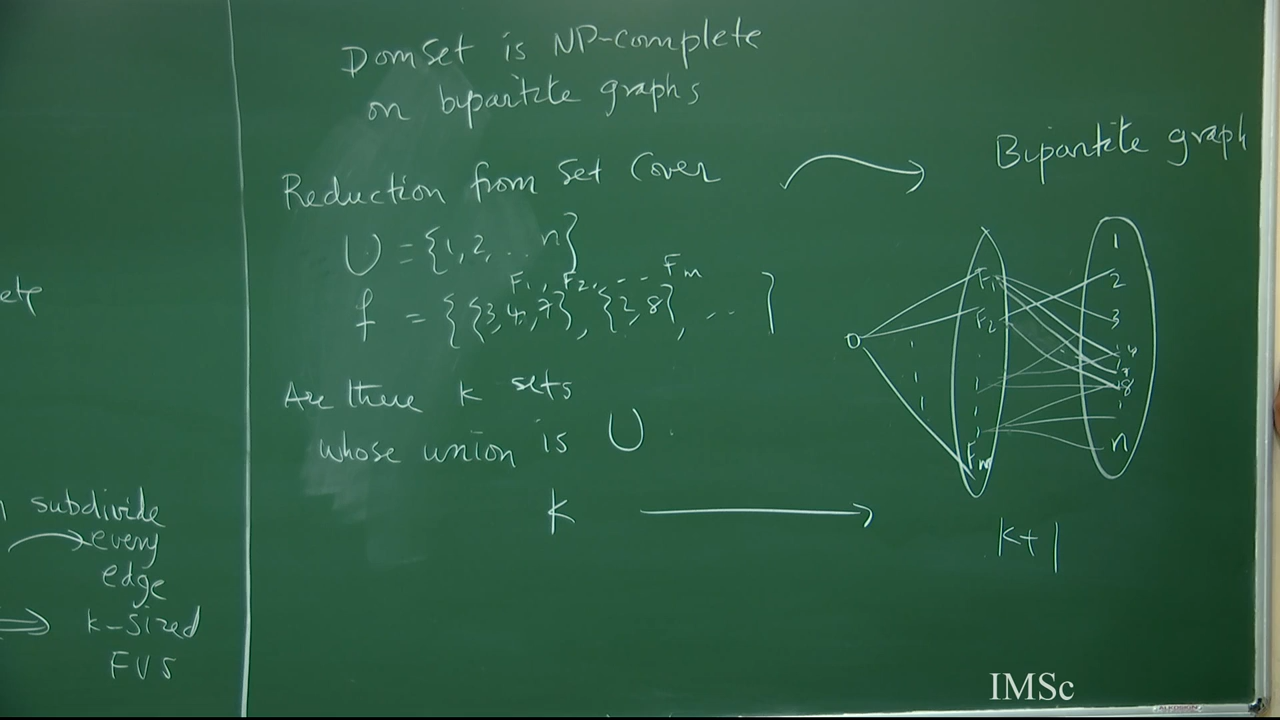 DomSet is NP-complete
on bipartite graphs
Reduction from Set Cover
U = {1, 2, .. n}
F₁, F₂, - - - Fm
f = {{3,4,7}, {2,8}, ... }
Are there k sets
whose union is U.
k
Bipartite graph
F₁
F₂
Fm
1
2
3
4
7
8
n
k+1
ete
subdivide
every
edge
⇒ k-sized
FVS
IMSc